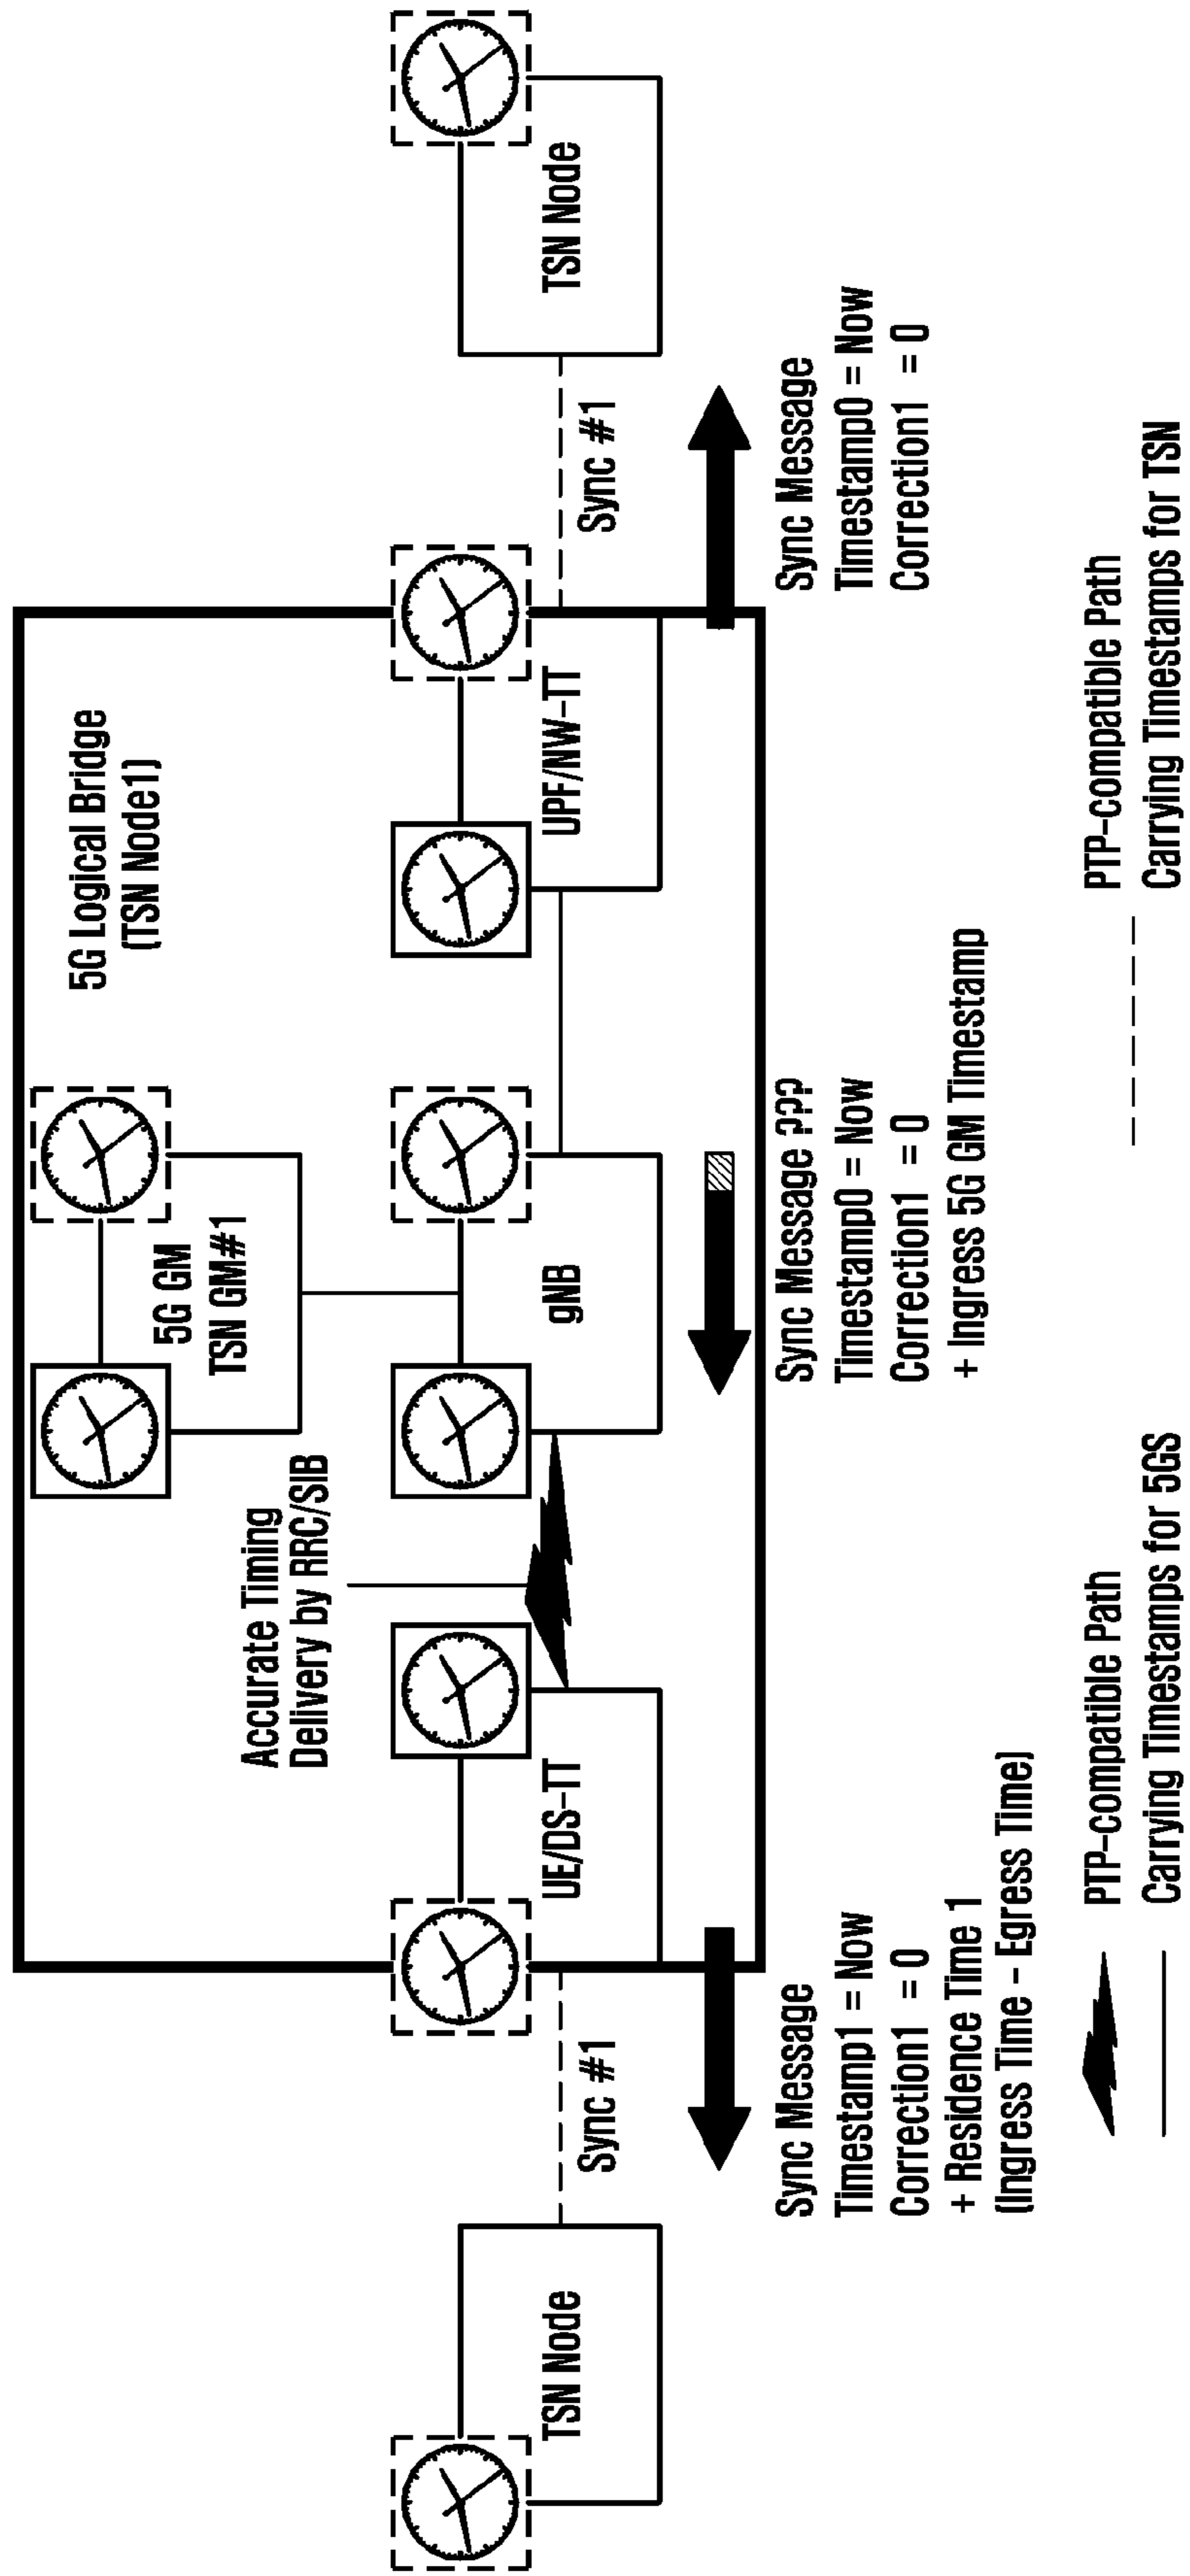 5G Logical Bridge
(TSN Node1)
5G GM
TSN GM#1
Accurate Timing
Delivery by RRC/SIB
TSN Node
Sync #1
UE/DS-TT
gNB
UPF/NW-TT
Sync #1
TSN Node
Sync Message
Timestamp1 = Now
Correction1 = 0
+ Residence Time 1
(Ingress Time - Egress Time)
Sync Message ???
Timestamp0 = Now
Correction1 = 0
+ Ingress 5G GM Timestamp
Sync Message
Timestamp0 = Now
Correction1 = 0
PTP-compatible Path
Carrying Timestamps for 5GS
PTP-compatible Path
Carrying Timestamps for TSN